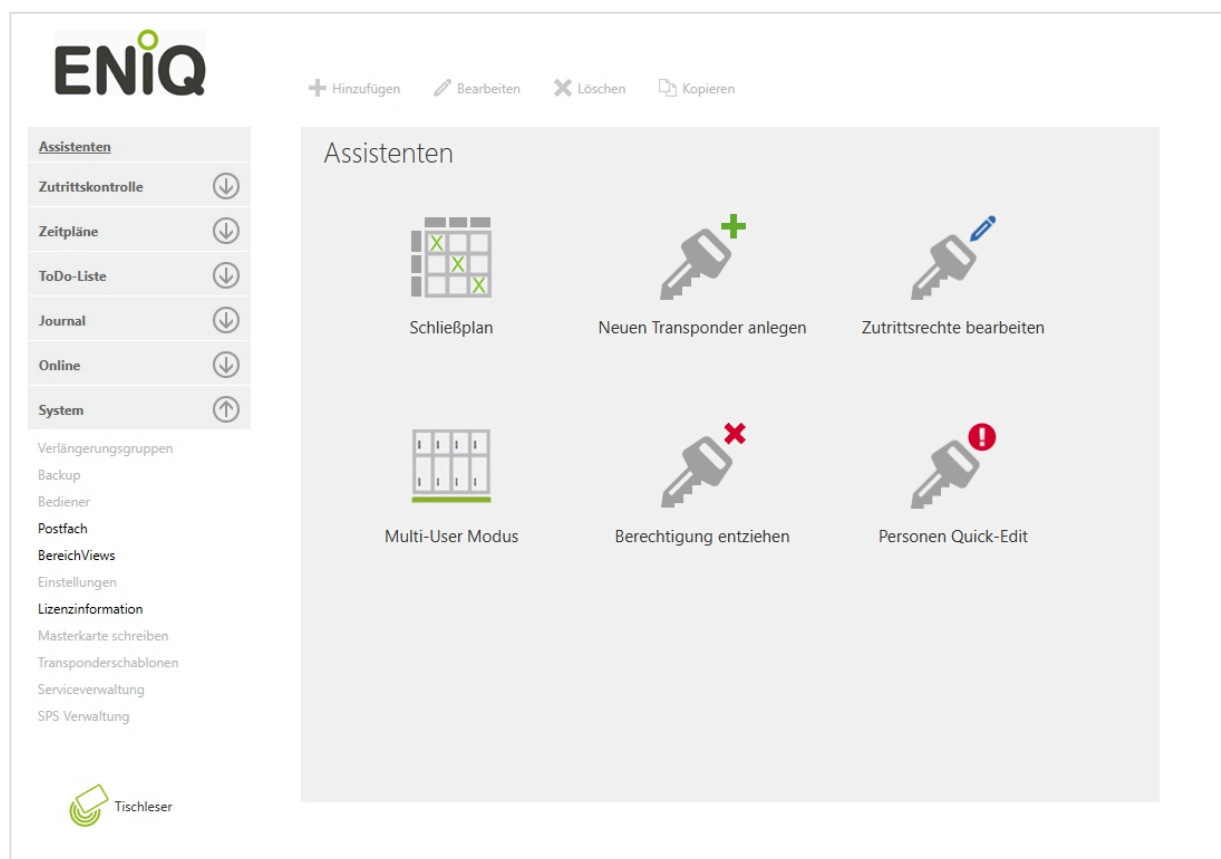 ENiQ
Hinzufügen Bearbeiten Löschen Kopieren
Assistenten
Zutrittskontrolle
Zeitpläne
ToDo-Liste
Journal
Online
System
Verlängerungsgruppen
Backup
Bediener
Postfach
BereichViews
Einstellungen
Lizenzinformation
Masterkarte schreiben
Transponderschablonen
Serviceverwaltung
SPS Verwaltung
Tischleser
Assistenten
Schließplan
Neuen Transponder anlegen
Zutrittsrechte bearbeiten
Multi-User Modus
Berechtigung entziehen
Personen Quick-Edit